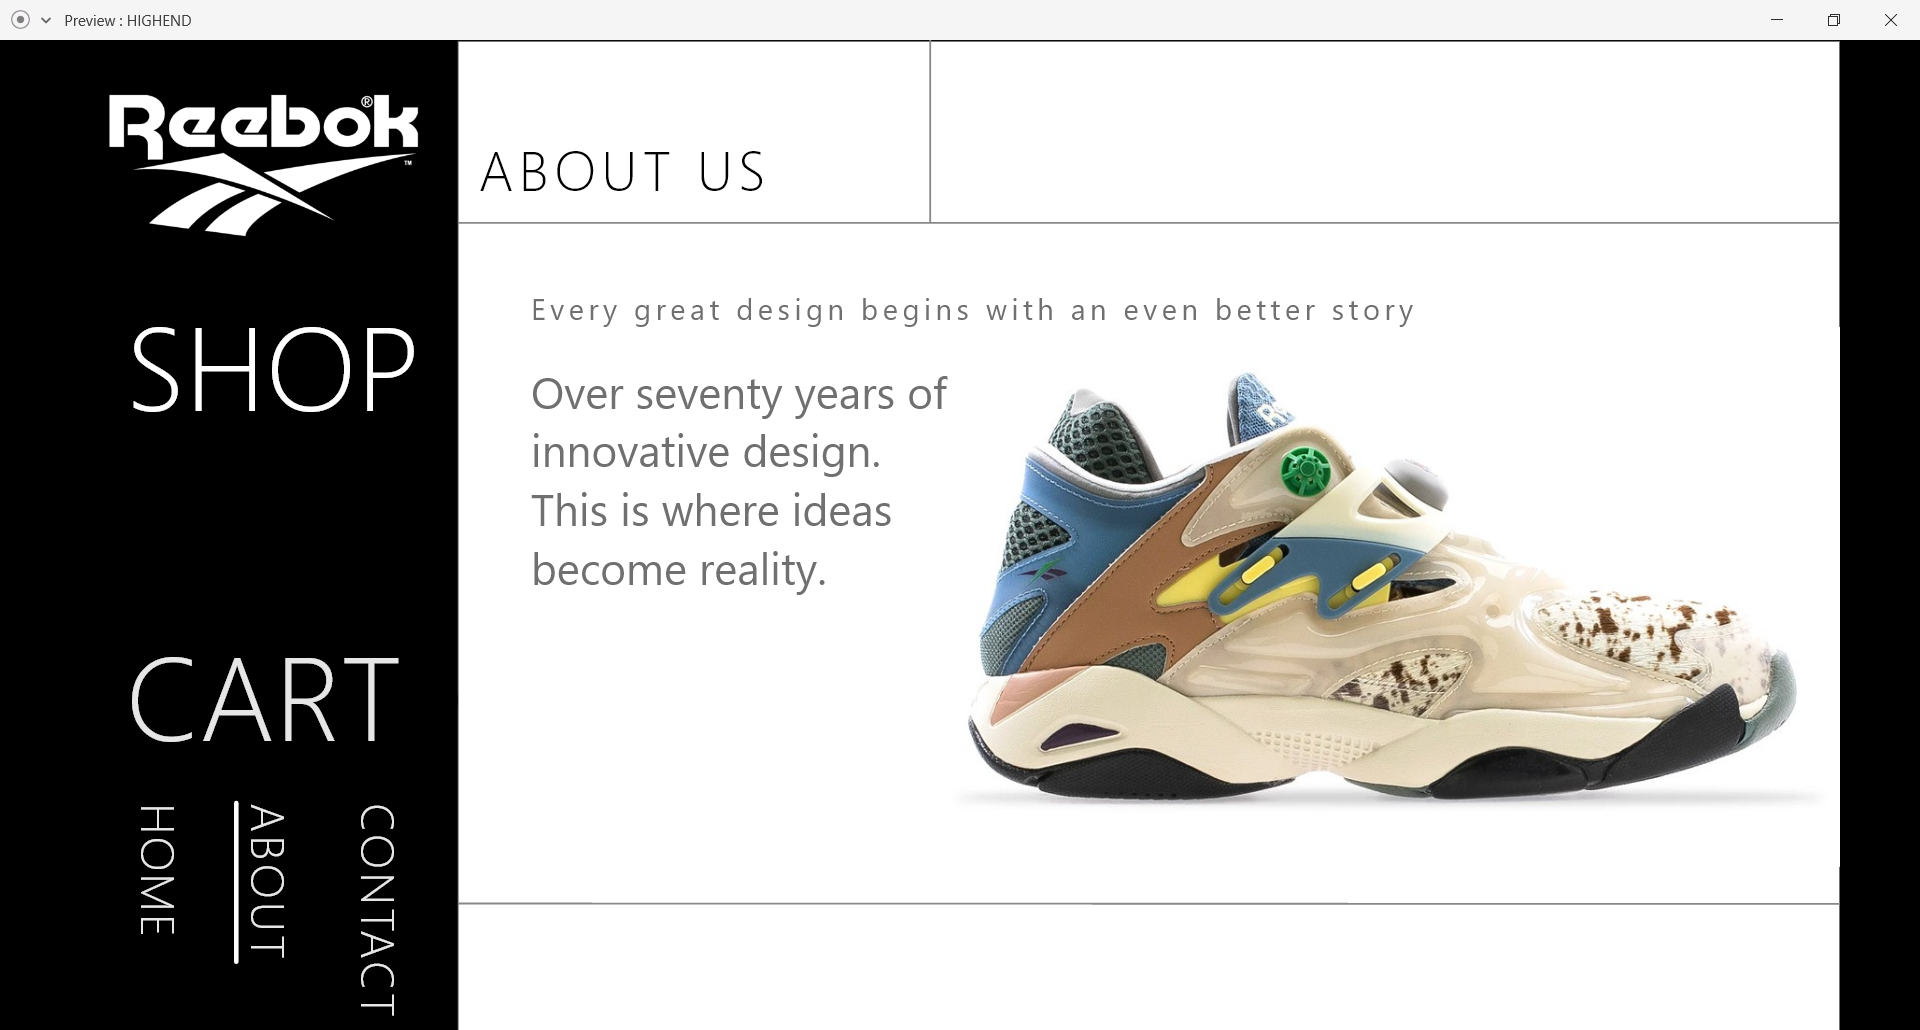 Preview : HIGHEND
Reebok®
™
SHOP
CART
HOME
ABOUT
CONTACT
ABOUT US
Every great design begins with an even better story
Over seventy years of
innovative design.
This is where ideas
become reality.